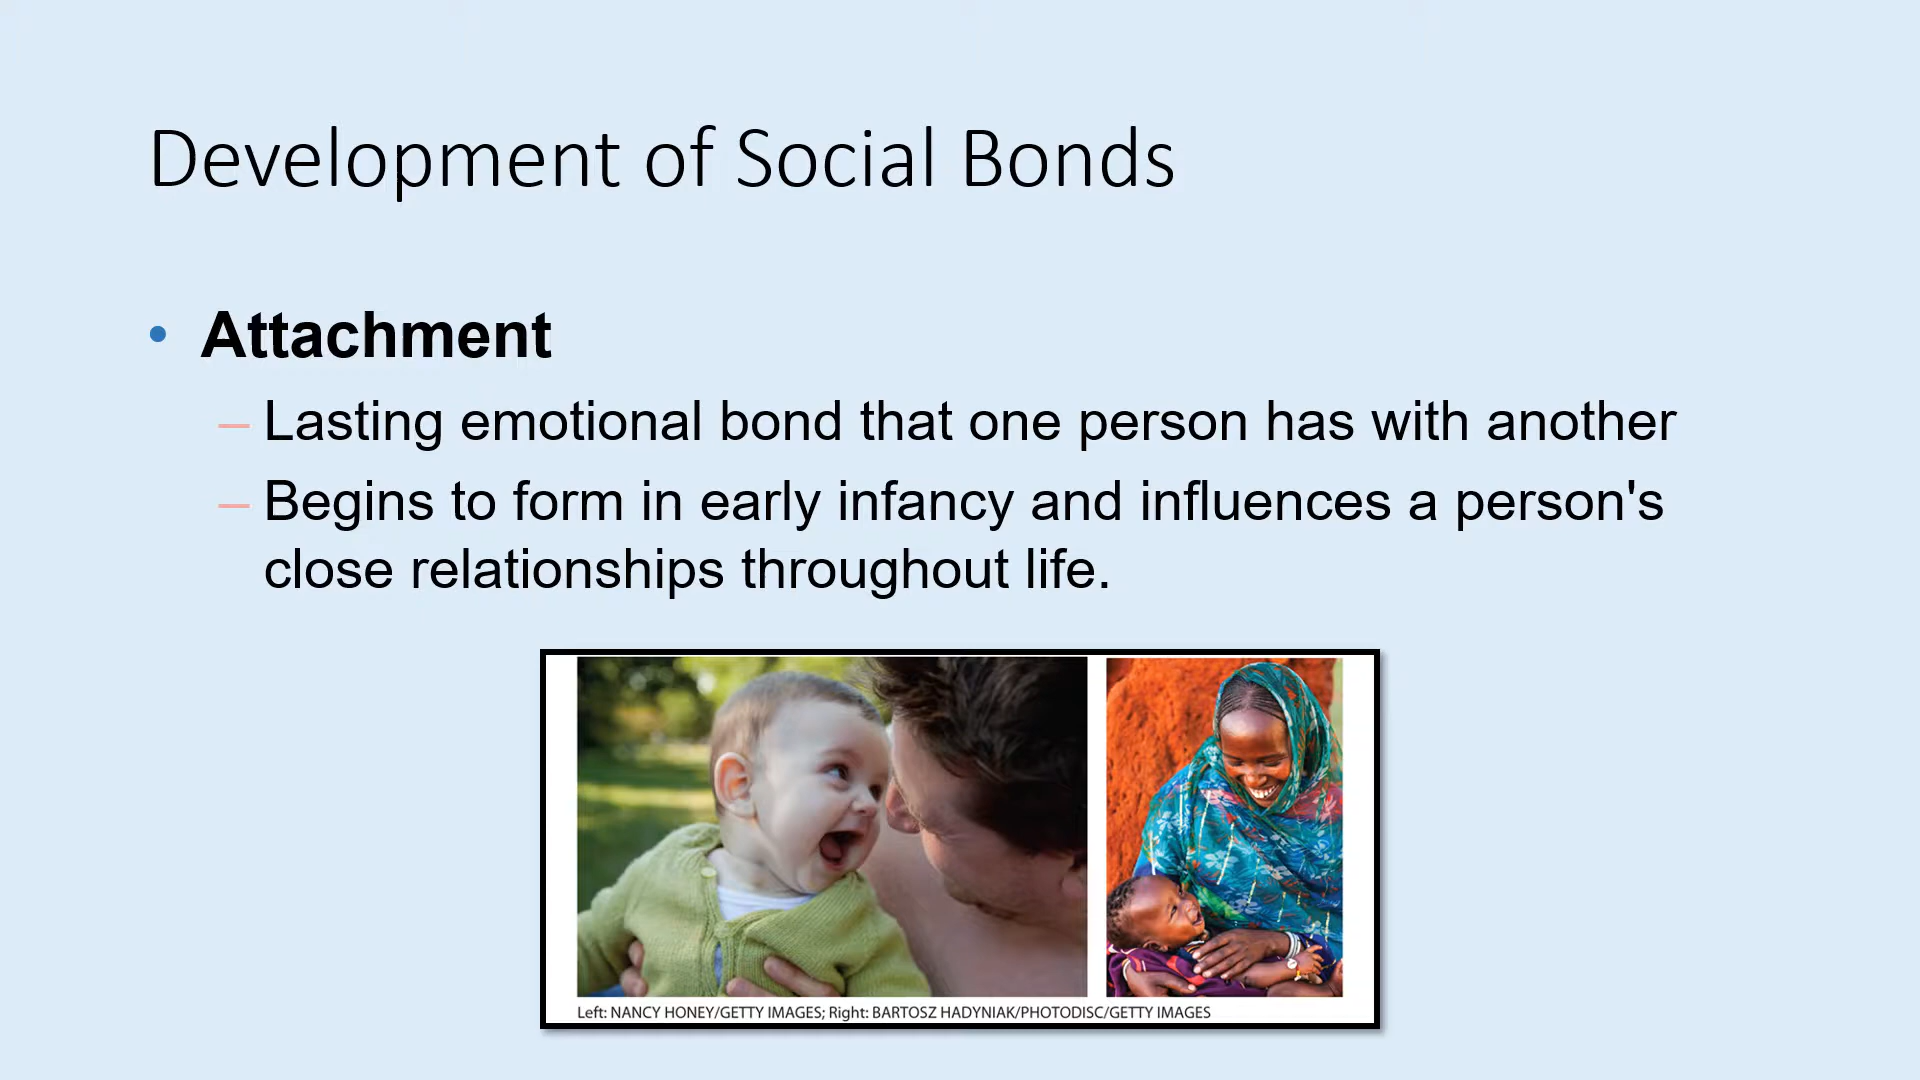 Development of Social Bonds
• Attachment
– Lasting emotional bond that one person has with another
– Begins to form in early infancy and influences a person's
close relationships throughout life.
Left: NANCY HONEY/GETTY IMAGES; Right: BARTOSZ HADYNIAK/PHOTODISC/GETTY IMAGES